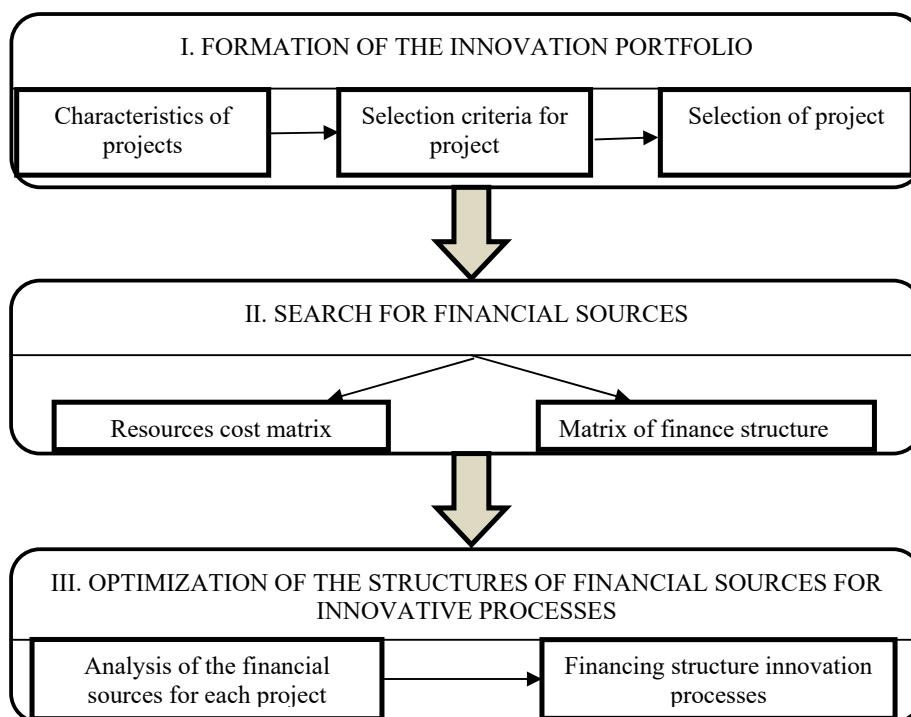 I. FORMATION OF THE INNOVATION PORTFOLIO
Characteristics of
projects
Selection criteria for
project
Selection of project
II. SEARCH FOR FINANCIAL SOURCES
Resources cost matrix
Matrix of finance structure
III. OPTIMIZATION OF THE STRUCTURES OF FINANCIAL SOURCES FOR
INNOVATIVE PROCESSES
Analysis of the financial
sources for each project
Financing structure innovation
processes